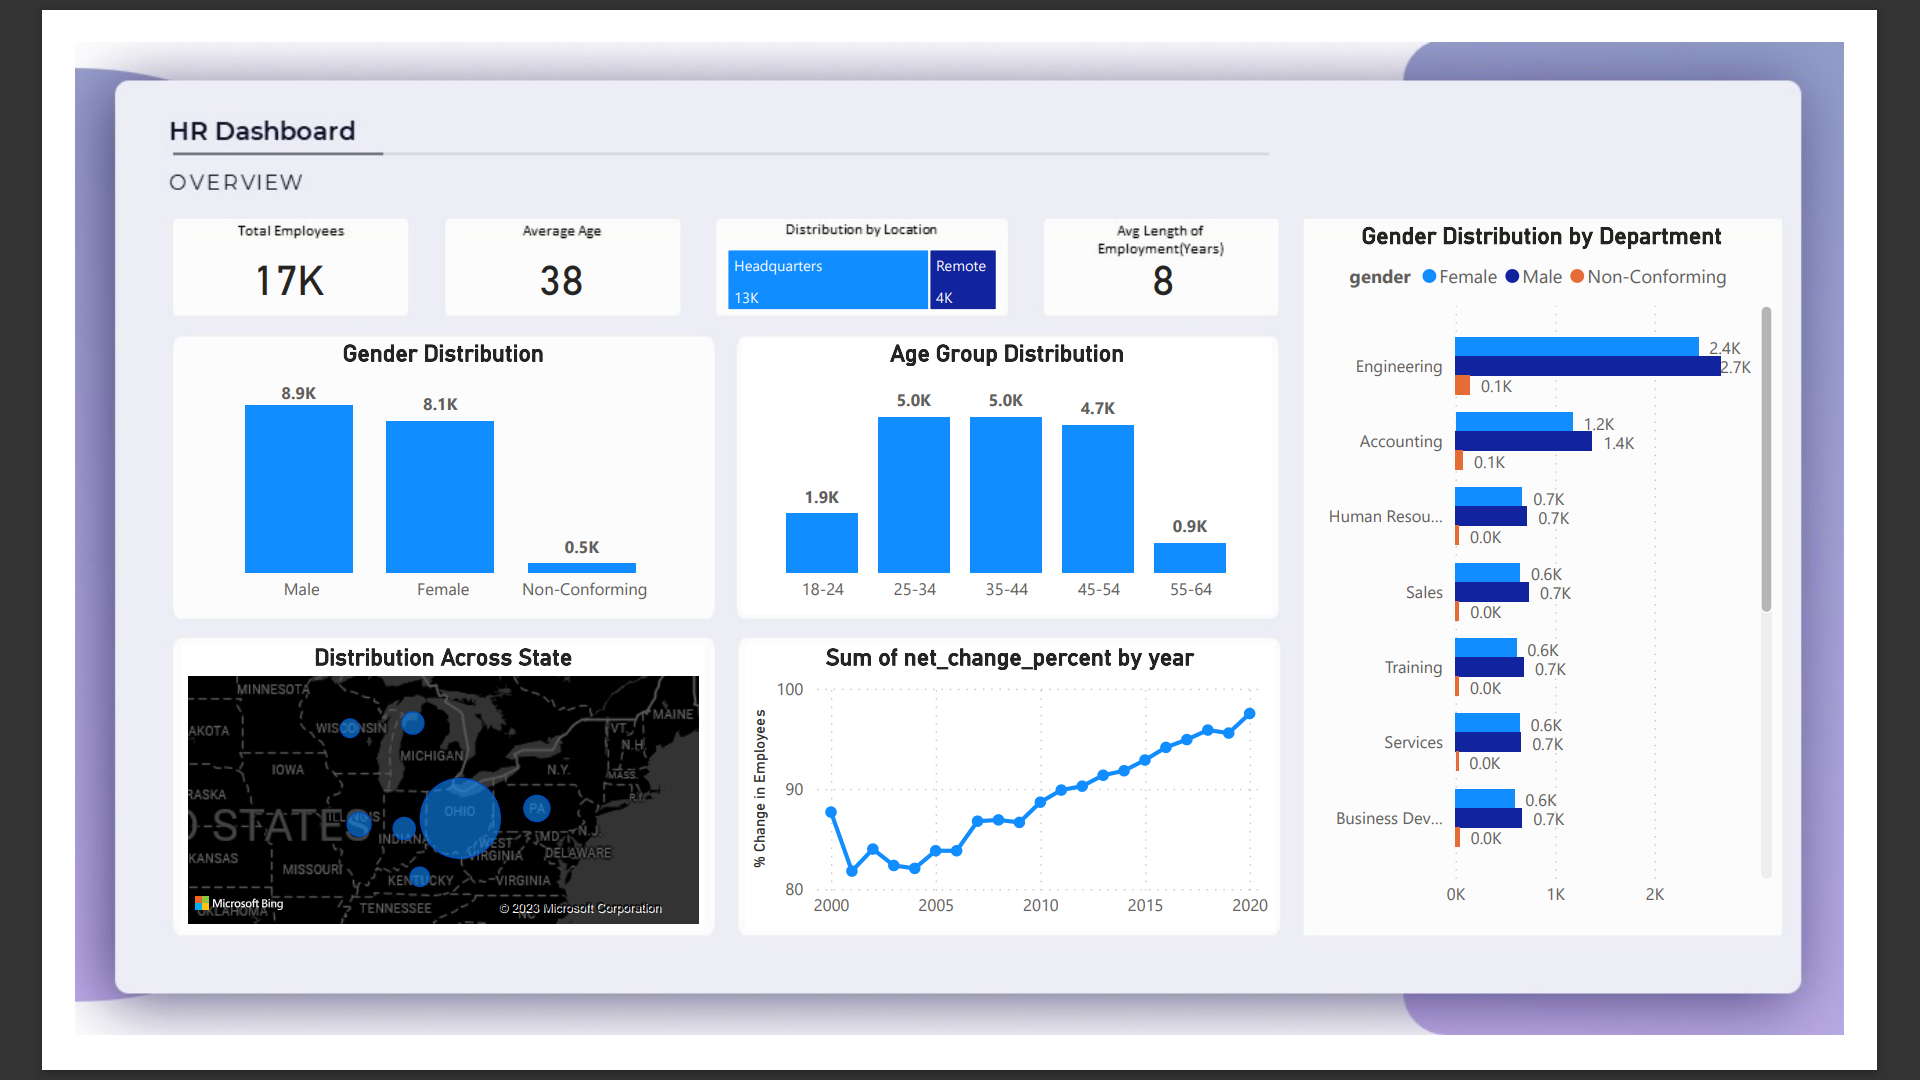 HR Dashboard
OVERVIEW
Total Employees
17K
Average Age
38
Distribution by Location
Headquarters
13K
Remote
4K
Avg Length of
Employment(Years)
8
Gender Distribution
8.9K
8.1K
0.5K
Male
Female
Non-Conforming
Age Group Distribution
1.9K
5.0K
5.0K
4.7K
0.9K
18-24
25-34
35-44
45-54
55-64
Distribution Across State
MINNESOTA
MAINE
WISCONSIN
AKOTA
VT.
N.H.
MICHIGAN
IOWA
N.Y.
MASS.
R.I.
RASKA
OHIO
PA
D STATES
ILLINOIS
INDIANA
MD.
N.J.
WEST
VIRGINIA
DELAWARE
KANSAS
MISSOURI
KENTUCKY
VIRGINIA
Microsoft Bing
OKLAHOMA
TENNESSEE
NC
© 2023 Microsoft Corporation
Sum of net_change_percent by year
% Change in Employees
100
90
80
2000
2005
2010
2015
2020
Gender Distribution by Department
gender Female Male Non-Conforming
Engineering
2.4K
2.7K
0.1K
Accounting
1.2K
1.4K
0.1K
Human Resou...
0.7K
0.7K
0.0K
Sales
0.6K
0.7K
0.0K
Training
0.6K
0.7K
0.0K
Services
0.6K
0.7K
0.0K
Business Dev...
0.6K
0.7K
0.0K
0K
1K
2K